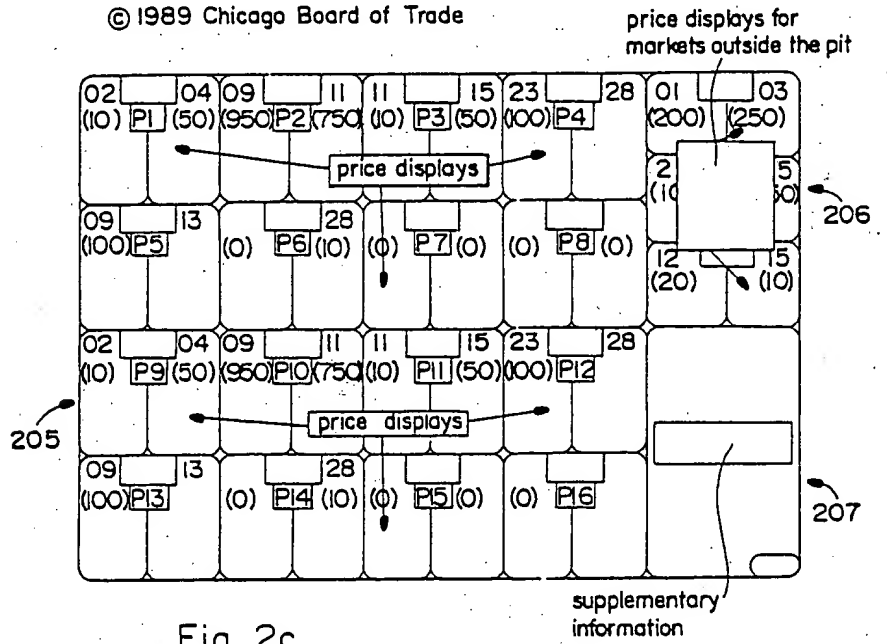 © 1989 Chicago Board of Trade
price displays for
markets outside the pit
02 04 09 11 11 15 23 28 01 03
(10) P1 (50) (950) P2 (750) (10) P3 (50) (100) P4 (200) (250)
price displays
206
09 13 28
(100) P5 (0) P6 (10) (0) P7 (0) (0) P8 (0)
12 15
(20) (10)
02 04 09 11 11 15 23 28
(10) P9 (50) (950) P10 (750) (10) P11 (50) (100) P12
205
price displays
09 13 28
(100) P13 (0) P14 (10) (0) P15 (0) (0) P16
207
supplementary
information
Fig. 2c